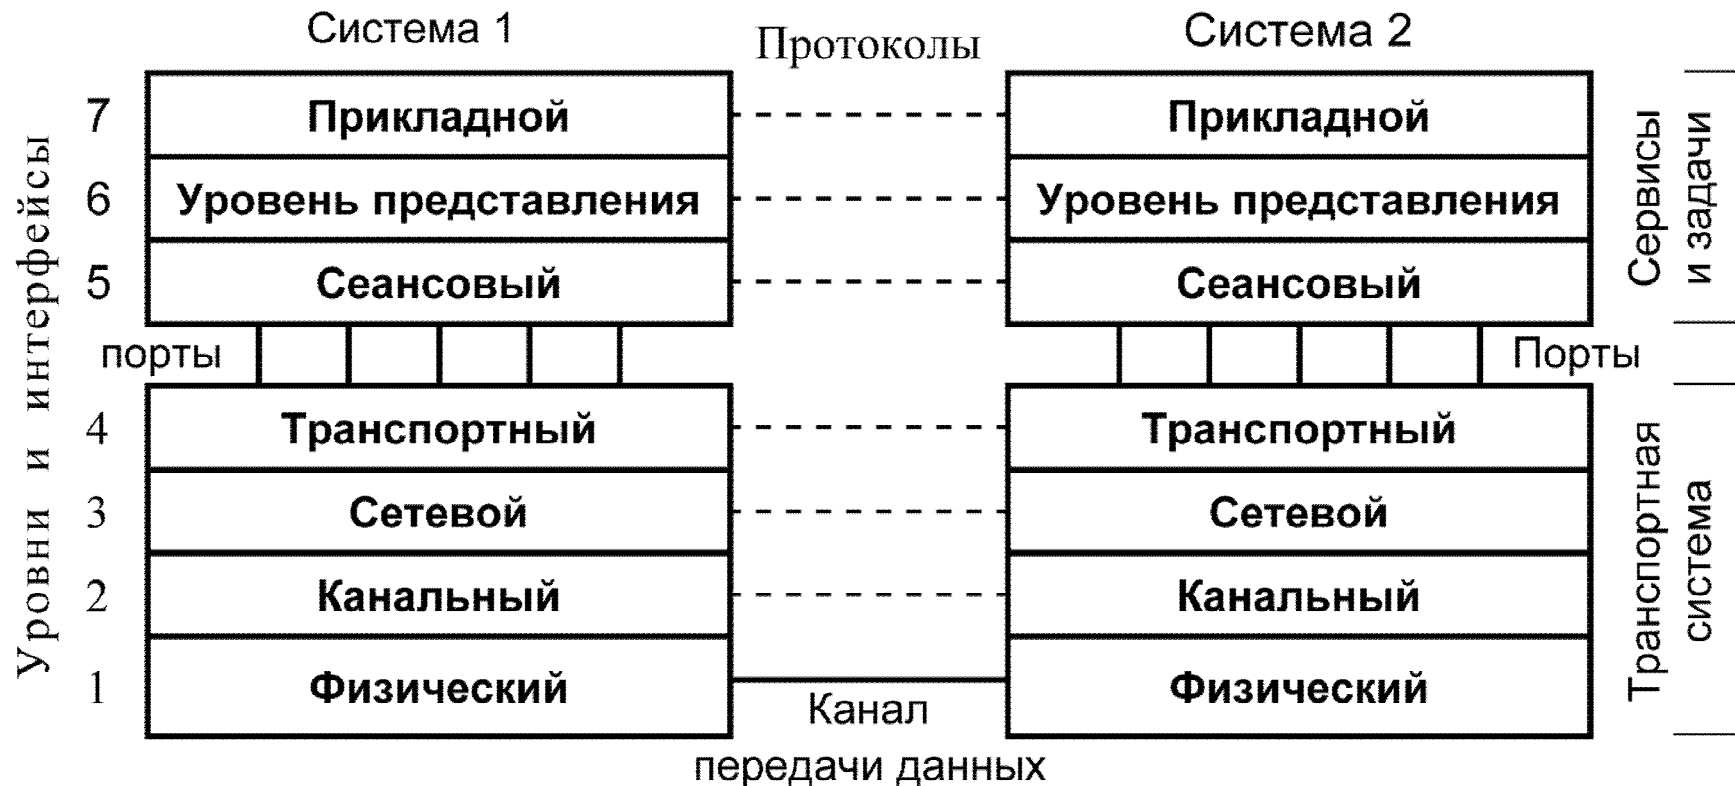 Система 1
Протоколы
Система 2
7
Прикладной
Прикладной
6
Уровень представления
Уровень представления
5
Сеансовый
Сеансовый
порты
Порты
4
Транспортный
Транспортный
3
Сетевой
Сетевой
2
Канальный
Канальный
1
Физический
Физический
Канал
передачи данных
Уровни и интерфейсы
Сервисы
и задачи
Транспортная
система